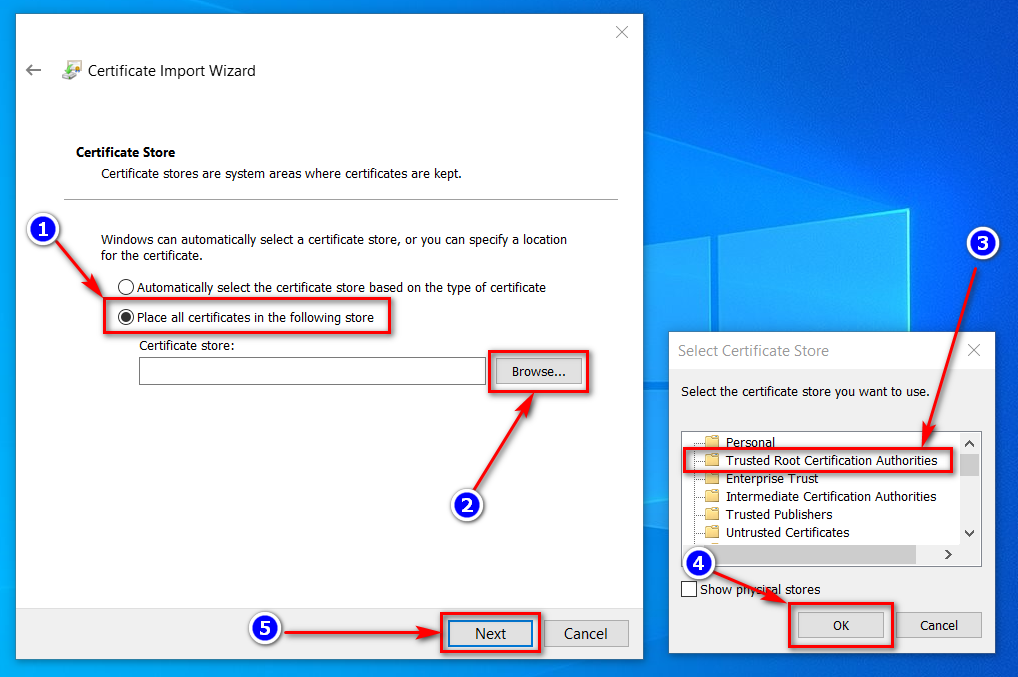 Certificate Import Wizard
Certificate Store
Certificate stores are system areas where certificates are kept.
1
Windows can automatically select a certificate store, or you can specify a location
for the certificate.
Automatically select the certificate store based on the type of certificate
Place all certificates in the following store
Certificate store:
Browse...
2
5
Next
Cancel
3
Select Certificate Store
Select the certificate store you want to use.
Personal
Trusted Root Certification Authorities
Enterprise Trust
Intermediate Certification Authorities
Trusted Publishers
Untrusted Certificates
4
Show physical stores
OK
Cancel